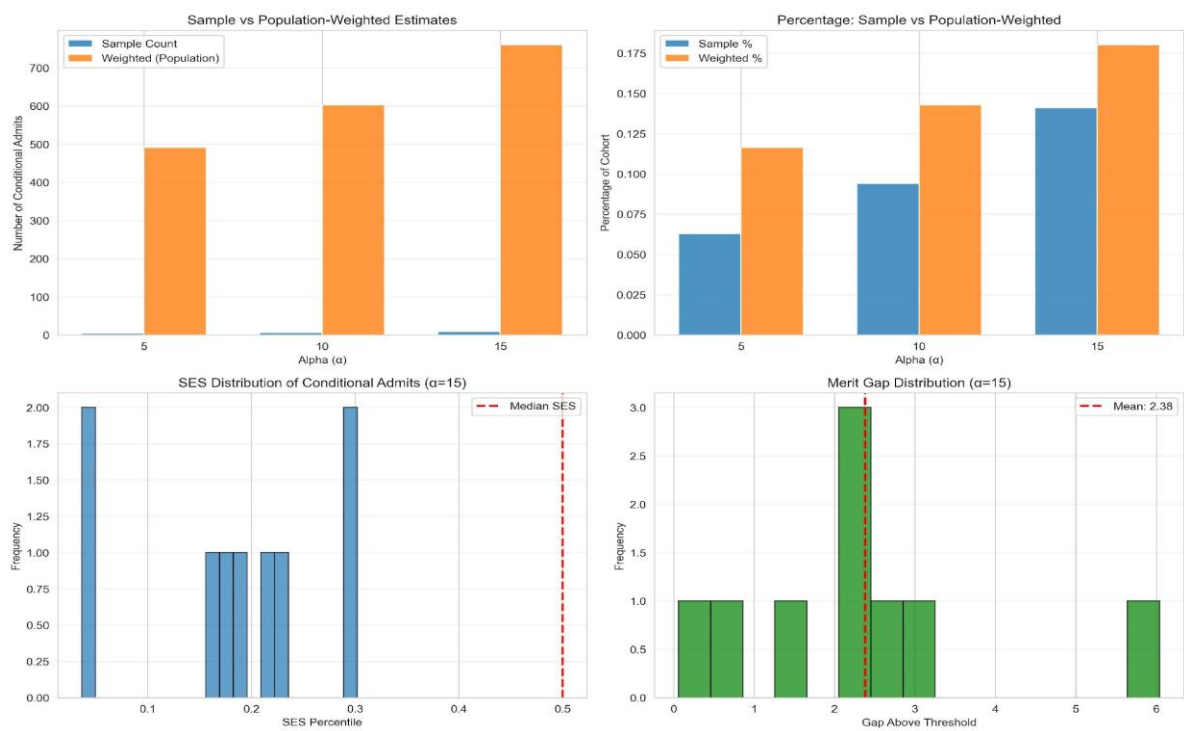 Sample vs Population-Weighted Estimates
Sample Count
Weighted (Population)
Number of Conditional Admits
700
600
500
400
300
200
100
0
5
10
15
Alpha (α)
Percentage: Sample vs Population-Weighted
Sample %
Weighted %
Percentage of Cohort
0.175
0.150
0.125
0.100
0.075
0.050
0.025
0.000
5
10
15
Alpha (α)
SES Distribution of Conditional Admits (α=15)
Median SES
Frequency
2.00
1.75
1.50
1.25
1.00
0.75
0.50
0.25
0.00
0.1
0.2
0.3
0.4
0.5
SES Percentile
Merit Gap Distribution (α=15)
Mean: 2.38
Frequency
3.0
2.5
2.0
1.5
1.0
0.5
0.0
0
1
2
3
4
5
6
Gap Above Threshold